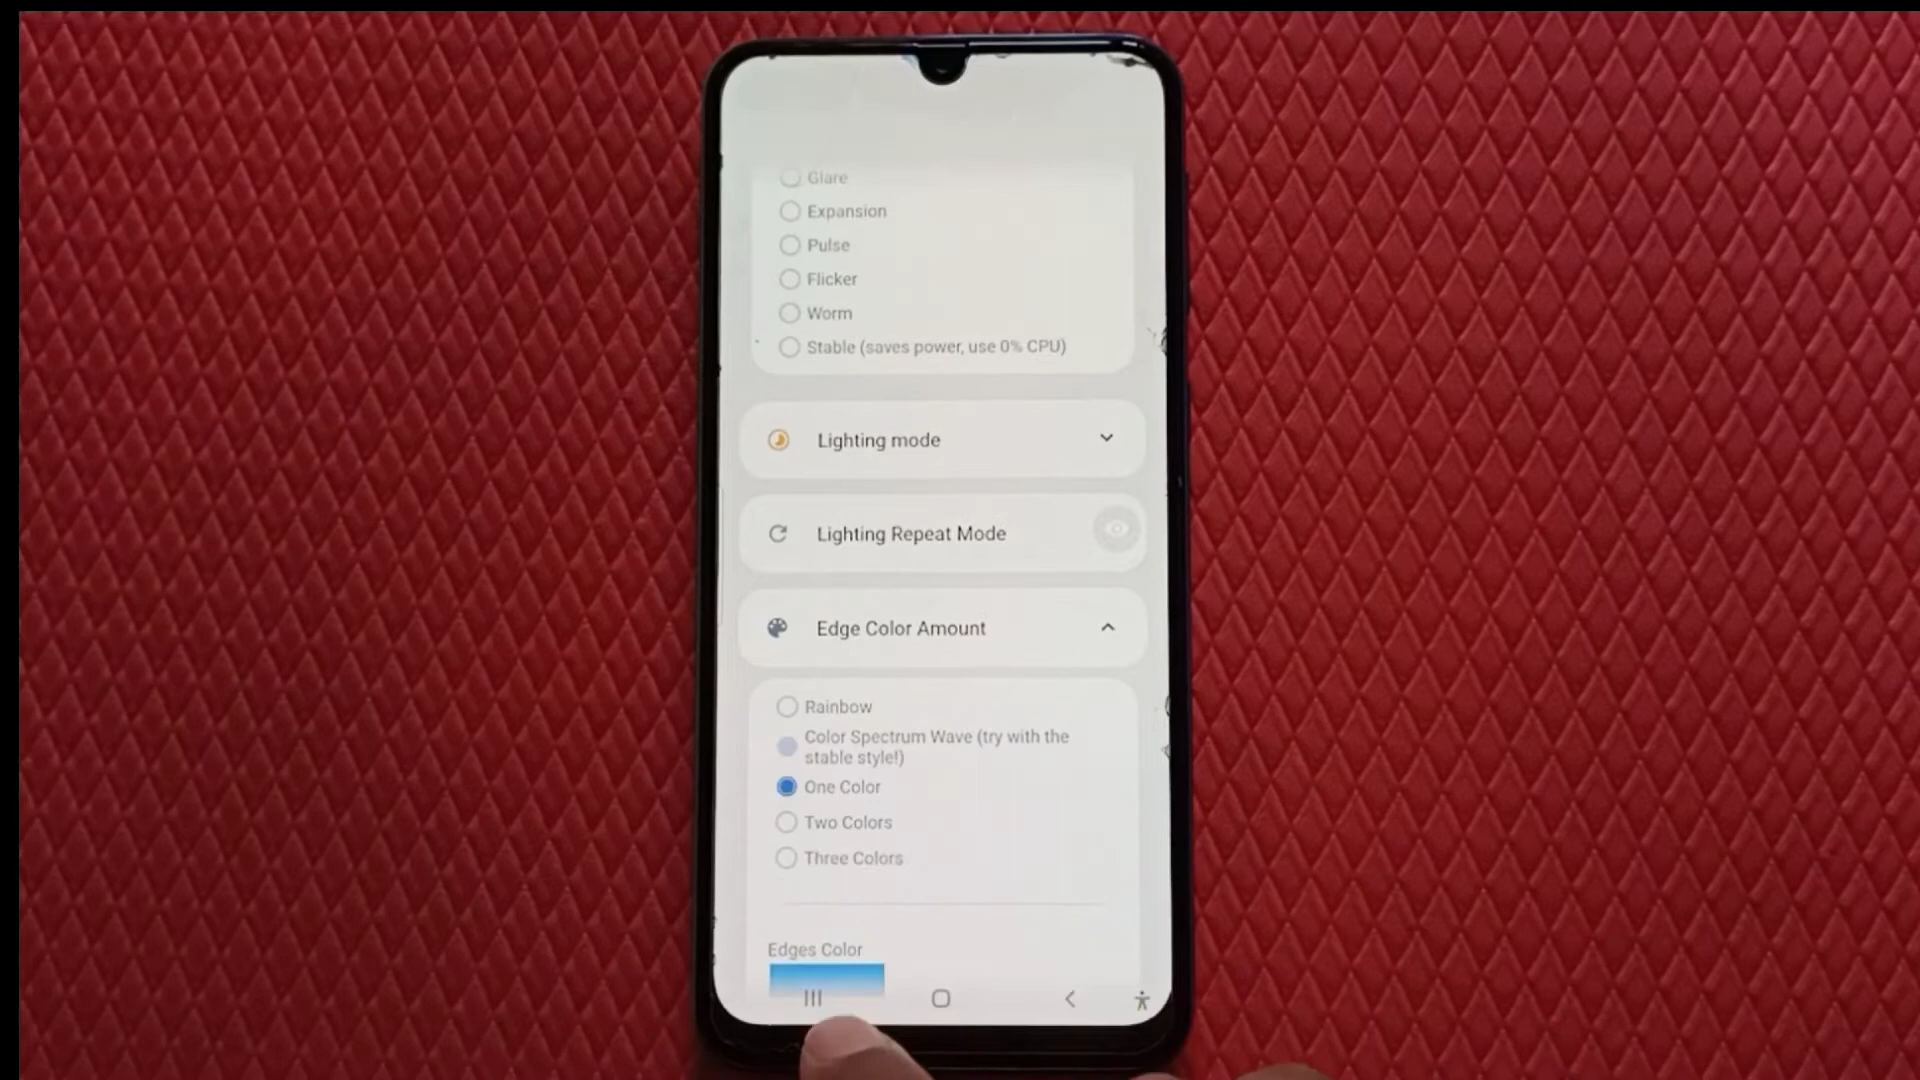 Glare
Expansion
Pulse
Flicker
Worm
Stable (saves power, use 0% CPU)
Lighting mode
Lighting Repeat Mode
Edge Color Amount
Rainbow
Color Spectrum Wave (try with the
stable style!)
One Color
Two Colors
Three Colors
Edges Color